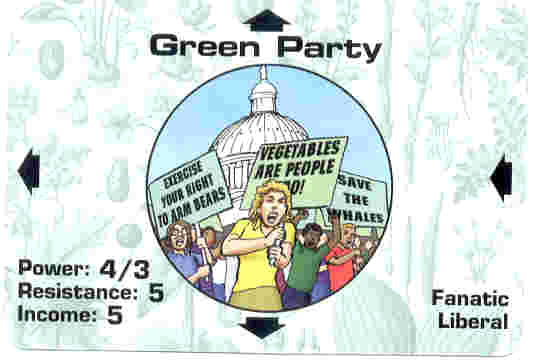 Green Party
EXERCISE
YOUR RIGHT
TO ARM BEARS
VEGETABLES
ARE PEOPLE
OO!
SAVE
THE
WHALES
Power: 4/3
Resistance: 5
Income: 5
Fanatic
Liberal